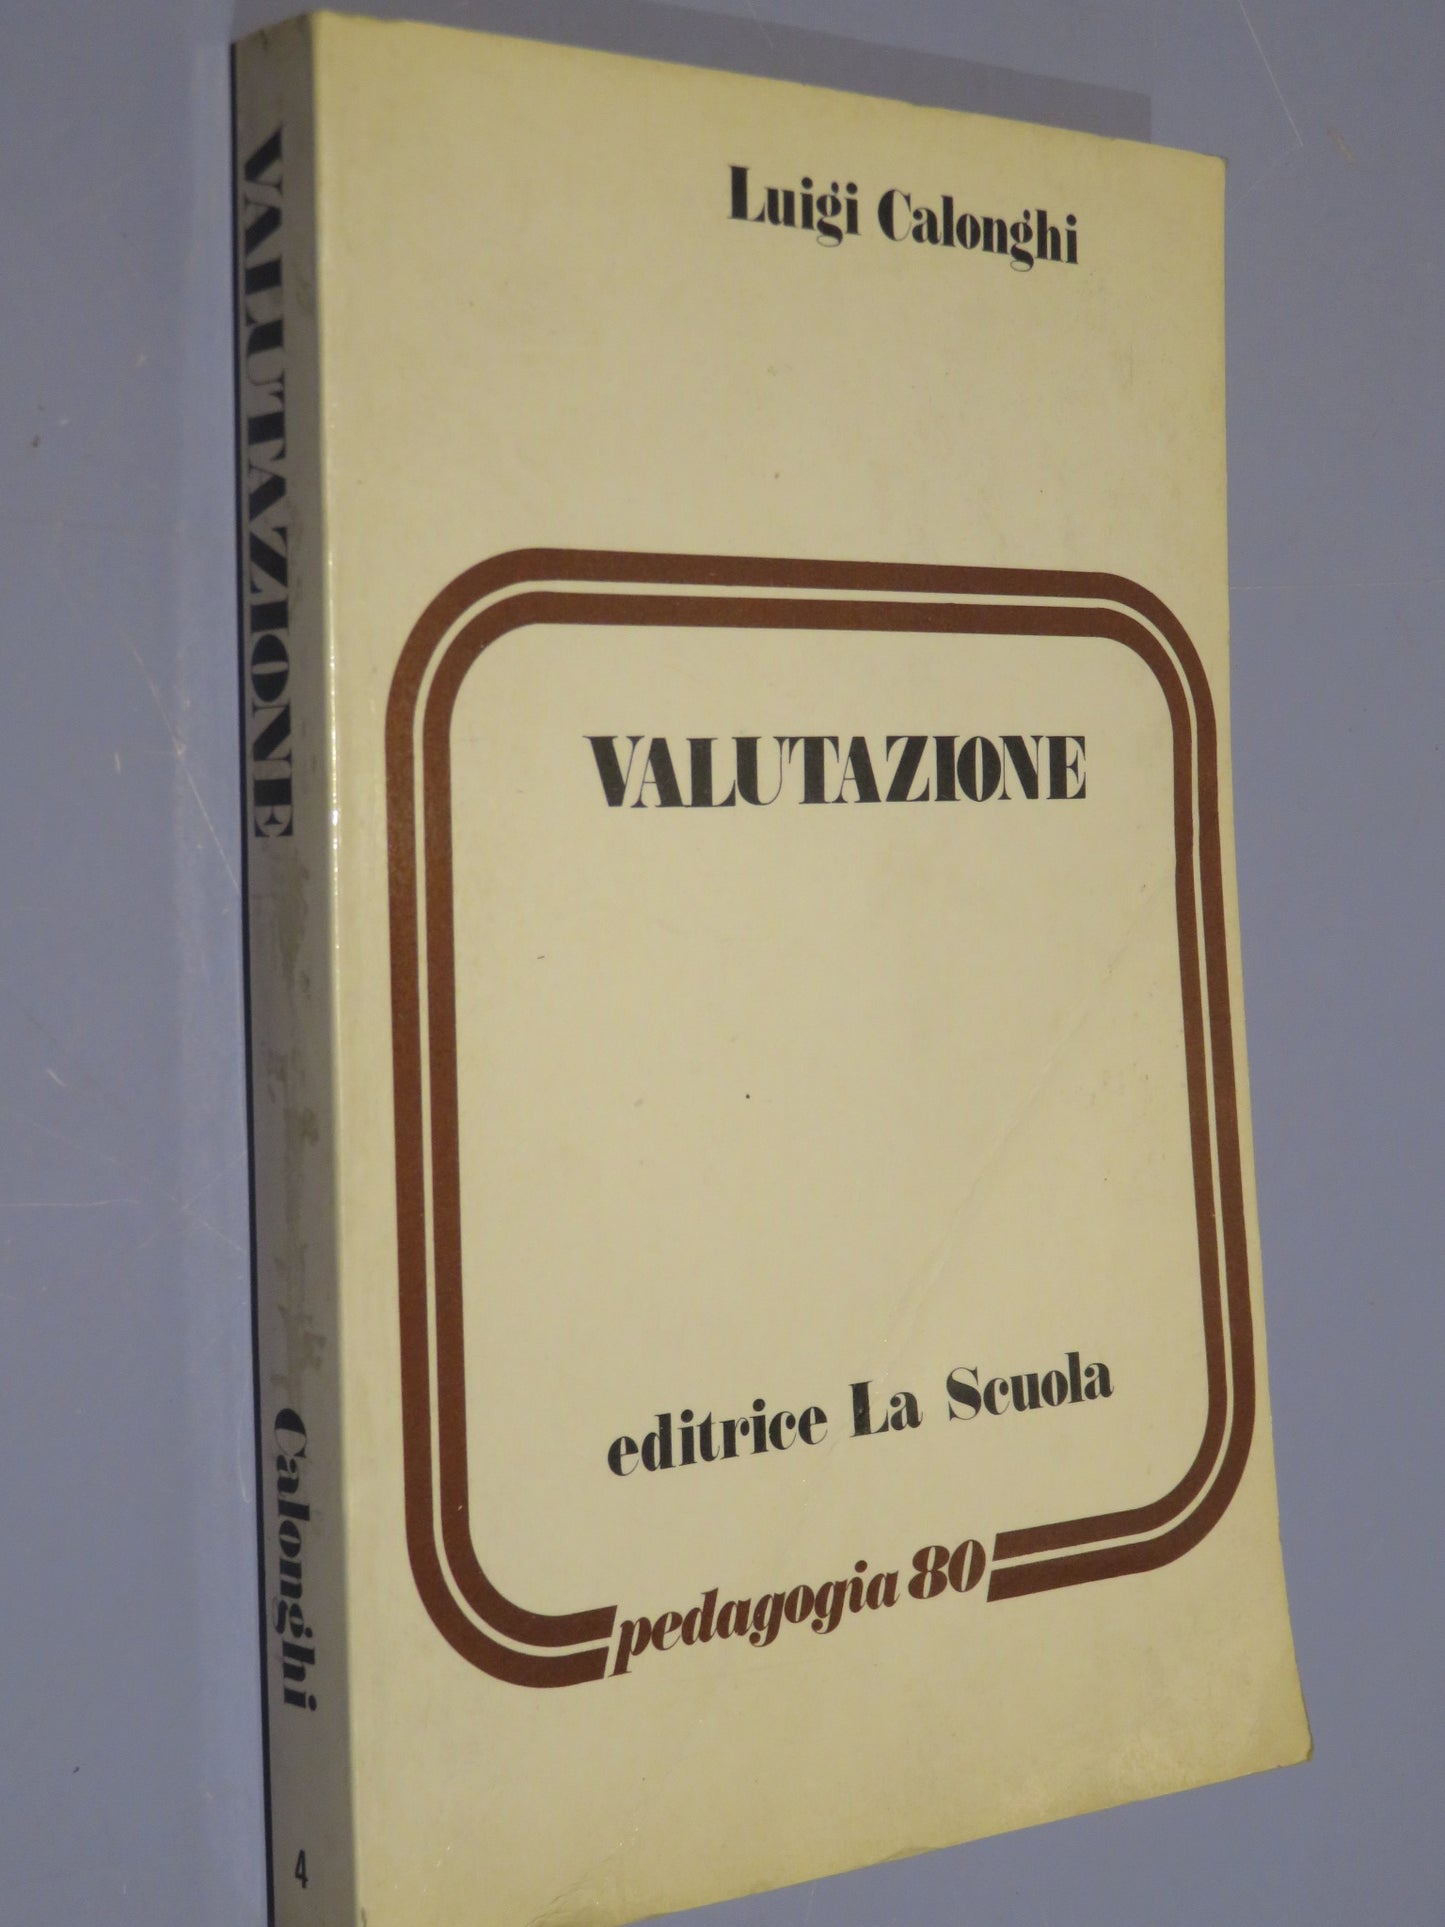 Luigi Calonghi
VALUTAZIONE
editrice La Scuola
pedagogia 80
VALUTAZIONE
Calonghi
4